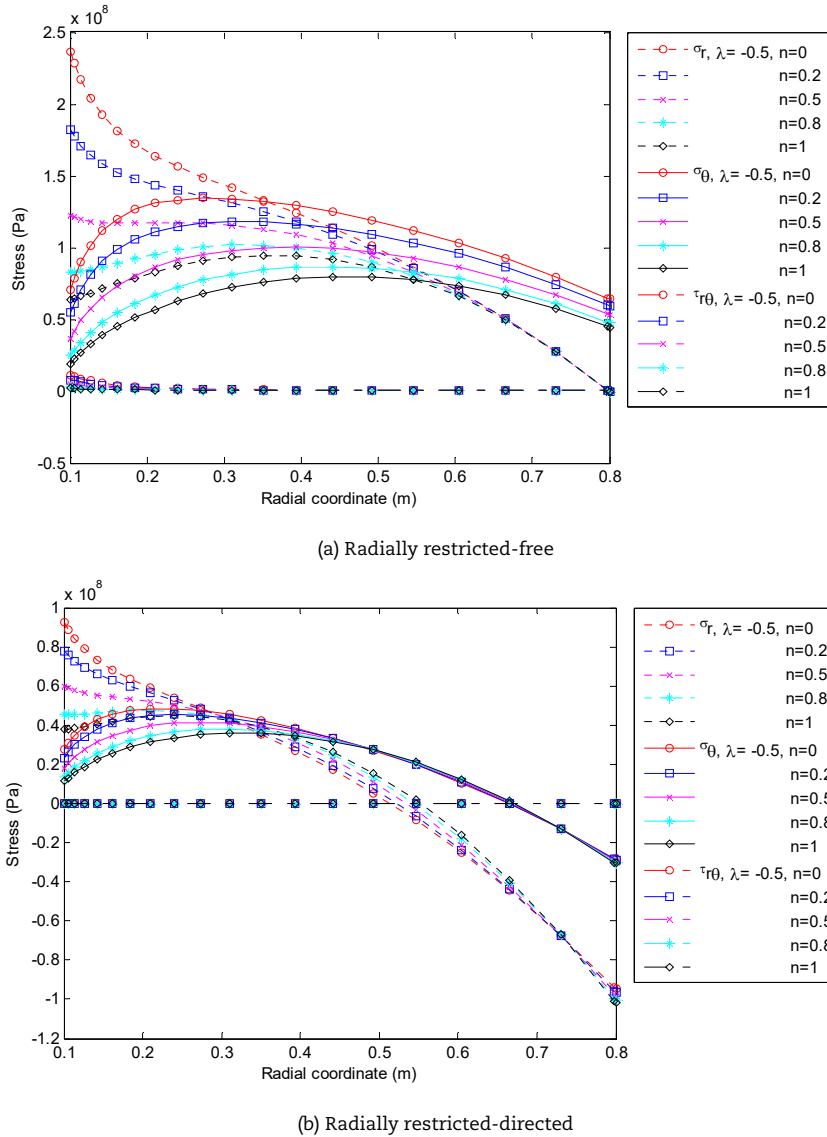 x 10^8
2.5
2
1.5
1
0.5
0
-0.5
Stress (Pa)
0.1 0.2 0.3 0.4 0.5 0.6 0.7 0.8
Radial coordinate (m)
σr, λ= -0.5, n=0
n=0.2
n=0.5
n=0.8
n=1
σθ, λ= -0.5, n=0
n=0.2
n=0.5
n=0.8
n=1
τrθ, λ= -0.5, n=0
n=0.2
n=0.5
n=0.8
n=1
(a) Radially restricted-free
x 10^8
1
0.8
0.6
0.4
0.2
0
-0.2
-0.4
-0.6
-0.8
-1
-1.2
Stress (Pa)
0.1 0.2 0.3 0.4 0.5 0.6 0.7 0.8
Radial coordinate (m)
σr, λ= -0.5, n=0
n=0.2
n=0.5
n=0.8
n=1
σθ, λ= -0.5, n=0
n=0.2
n=0.5
n=0.8
n=1
τrθ, λ= -0.5, n=0
n=0.2
n=0.5
n=0.8
n=1
(b) Radially restricted-directed